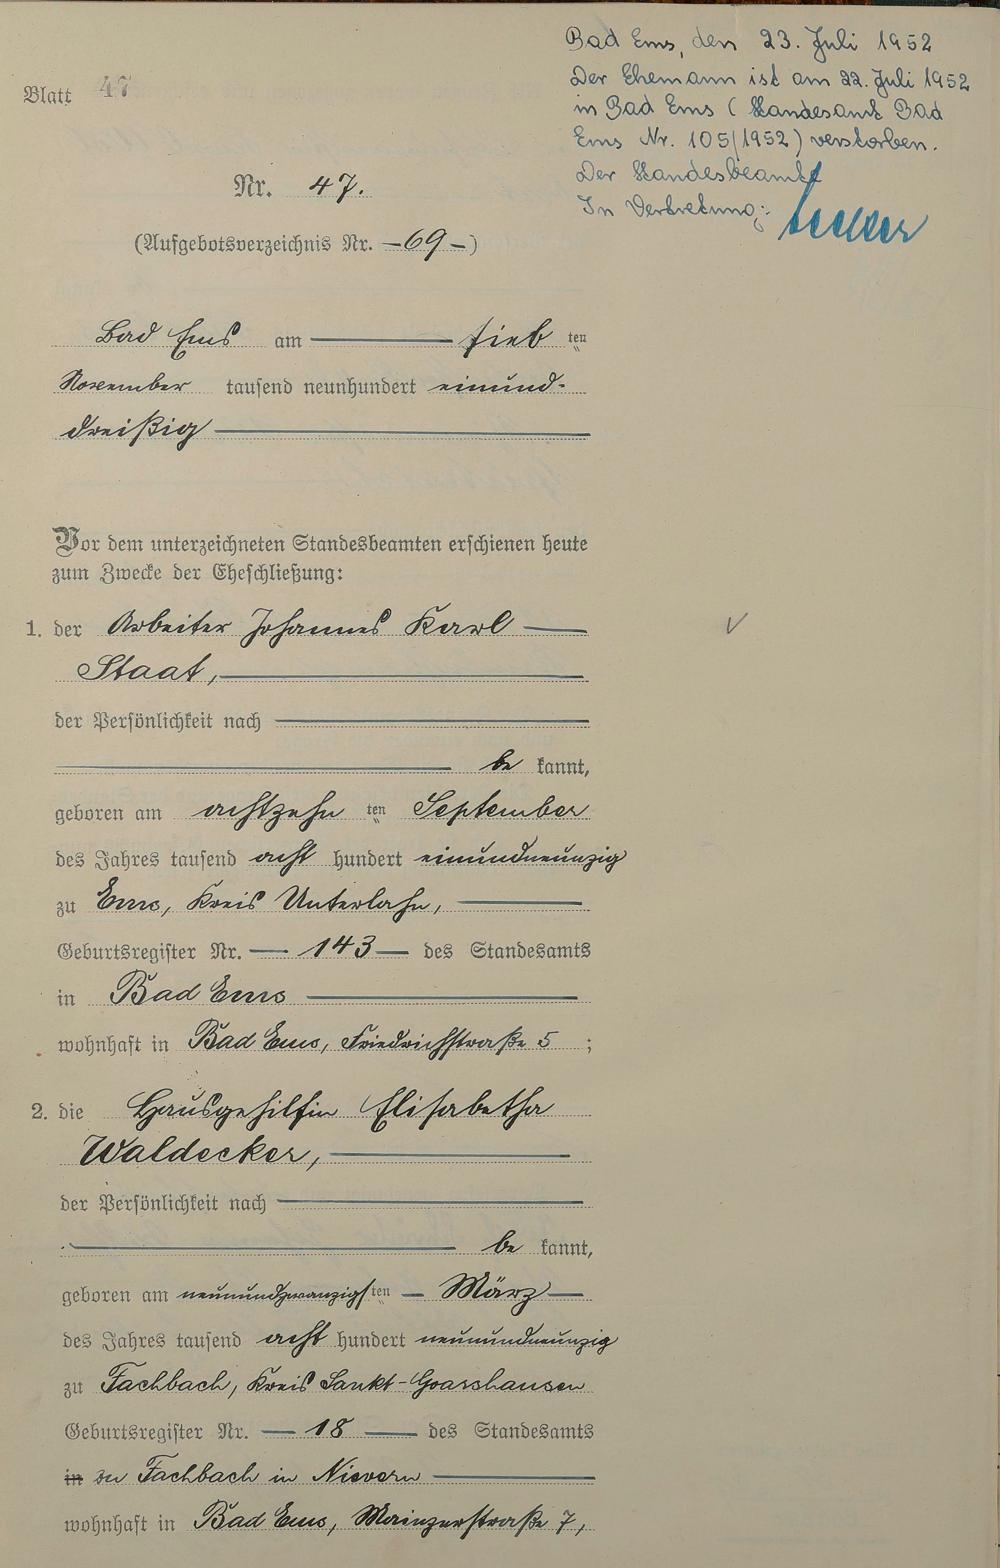 Bad Ems, den 23. Juli 1952
Der Ehemann ist am 22. Juli 1952
in Bad Ems (Standesamt Bad
Ems Nr. 105/1952) verstorben.
Der Standesbeamte
In Vertretung:
Blatt 47
Nr. 47.
(Aufgebotsverzeichnis Nr. —69—)
Bad Ems am sieb ten
November tausend neunhundert einund-
dreißig
Vor dem unterzeichneten Standesbeamten erschienen heute
zum Zwecke der Eheschließung:
1. der Arbeiter Johannes Karl
Staat,
der Persönlichkeit nach
be kannt,
geboren am achtzehn ten September
des Jahres tausend acht hundert einundneunzig
zu Ems, Kreis Unterlahn,
Geburtsregister Nr. — 143 — des Standesamts
in Bad Ems
wohnhaft in Bad Ems, Friedrichstraße 5 ;
2. die Hausgehilfin Elisabetha
Waldecker,
der Persönlichkeit nach
be kannt,
geboren am neunundzwanzigsten — März —
des Jahres tausend acht hundert neunundneunzig
zu Fachbach, Kreis Sankt-Goarshausen
Geburtsregister Nr. — 18 — des Standesamts
in zu Fachbach in Nievern
wohnhaft in Bad Ems, Mainzerstraße 7,